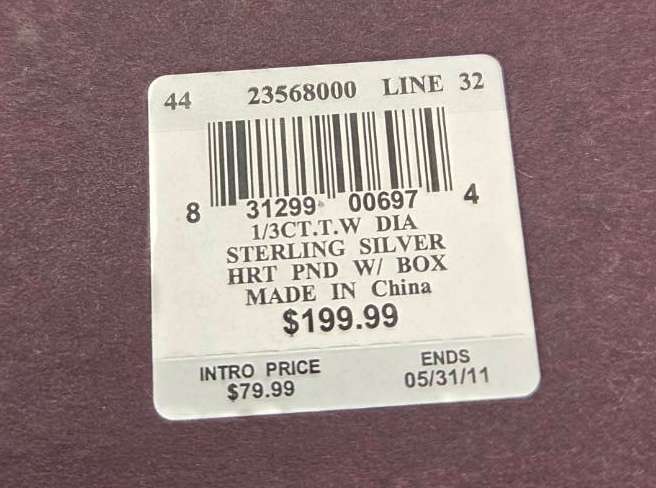 44 23568000 LINE 32
8 31299 00697 4
1/3CT.T.W DIA
STERLING SILVER
HRT PND W/ BOX
MADE IN China
$199.99
INTRO PRICE ENDS
$79.99 05/31/11